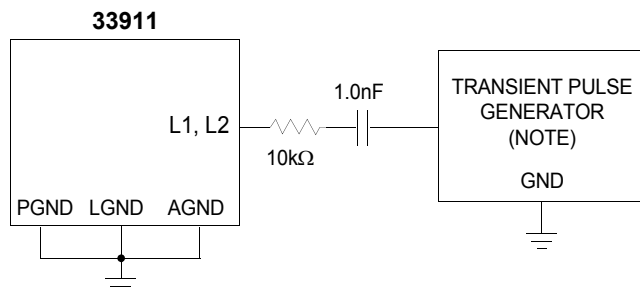 33911
L1, L2
10kΩ
1.0nF
PGND LGND AGND
TRANSIENT PULSE
GENERATOR
(NOTE)
GND